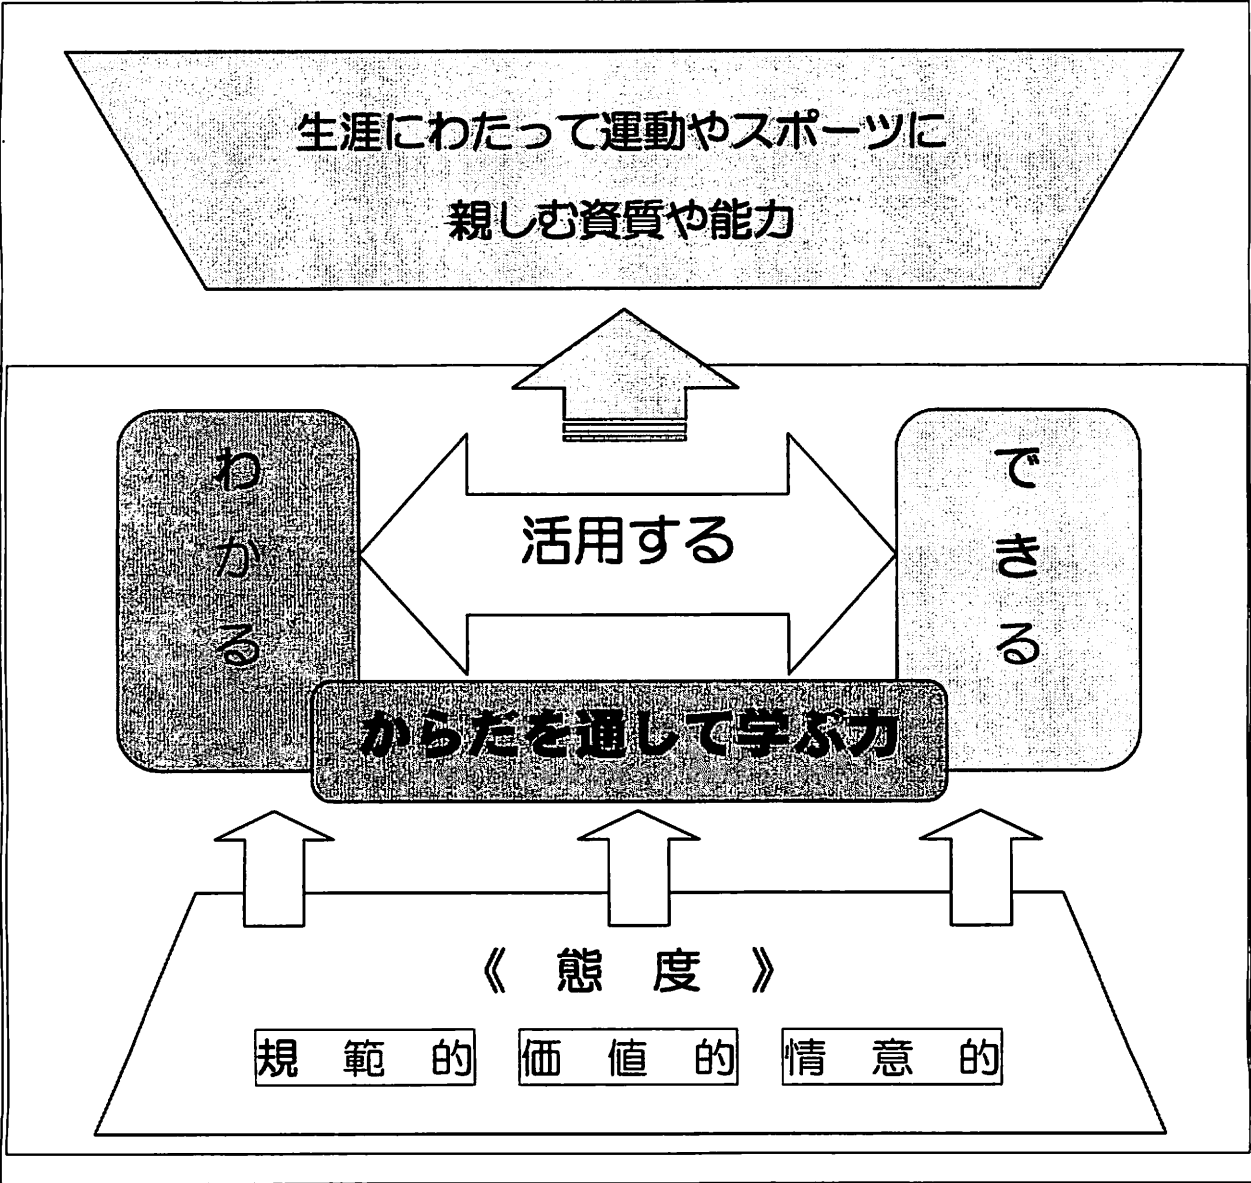 生涯にわたって運動やスポーツに
親しむ資質や能力
わかる
活用する
できる
からだを通して学ぶ力
《態度》
規範的
価値的
情意的